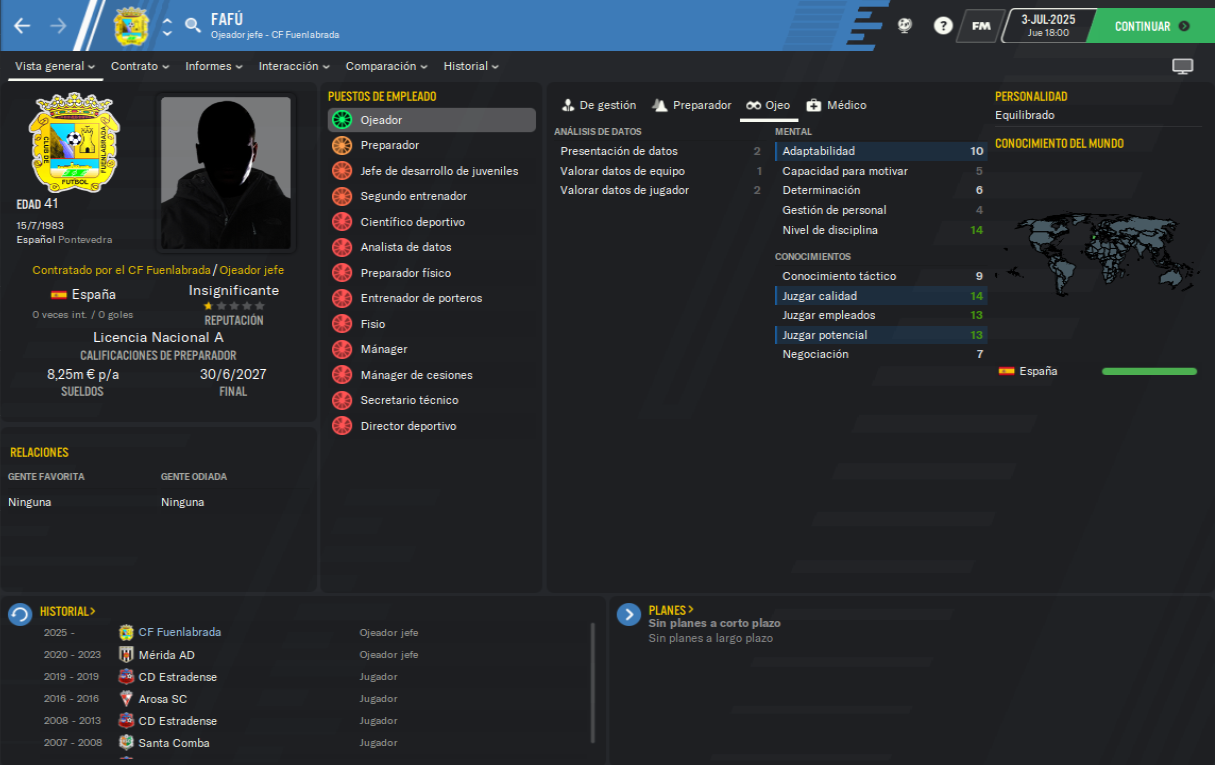 FAFÚ
Ojeador jefe - CF Fuenlabrada
?
FM
3-JUL-2025
Jue 18:00
CONTINUAR
Vista general
Contrato
Informes
Interacción
Comparación
Historial
CLUB DE
FUENLABRADA
FUTBOL
EDAD 41
15/7/1983
Español Pontevedra
Contratado por el CF Fuenlabrada/Ojeador jefe
España
0 veces int. / 0 goles
Insignificante
REPUTACIÓN
Licencia Nacional A
CALIFICACIONES DE PREPARADOR
8,25m € p/a
SUELDOS
30/6/2027
FINAL
RELACIONES
GENTE FAVORITA
GENTE ODIADA
Ninguna
Ninguna
PUESTOS DE EMPLEADO
Ojeador
Preparador
Jefe de desarrollo de juveniles
Segundo entrenador
Científico deportivo
Analista de datos
Preparador físico
Entrenador de porteros
Fisio
Mánager
Mánager de cesiones
Secretario técnico
Director deportivo
De gestión
Preparador
Ojeo
Médico
ANÁLISIS DE DATOS
Presentación de datos 2
Valorar datos de equipo 1
Valorar datos de jugador 2
MENTAL
Adaptabilidad 10
Capacidad para motivar 5
Determinación 6
Gestión de personal 4
Nivel de disciplina 14
CONOCIMIENTOS
Conocimiento táctico 9
Juzgar calidad 14
Juzgar empleados 13
Juzgar potencial 13
Negociación 7
PERSONALIDAD
Equilibrado
CONOCIMIENTO DEL MUNDO
España
HISTORIAL>
2025 - CF Fuenlabrada Ojeador jefe
2020 - 2023 Mérida AD Ojeador jefe
2019 - 2019 CD Estradense Jugador
2016 - 2016 Arosa SC Jugador
2008 - 2013 CD Estradense Jugador
2007 - 2008 Santa Comba Jugador
PLANES>
Sin planes a corto plazo
Sin planes a largo plazo